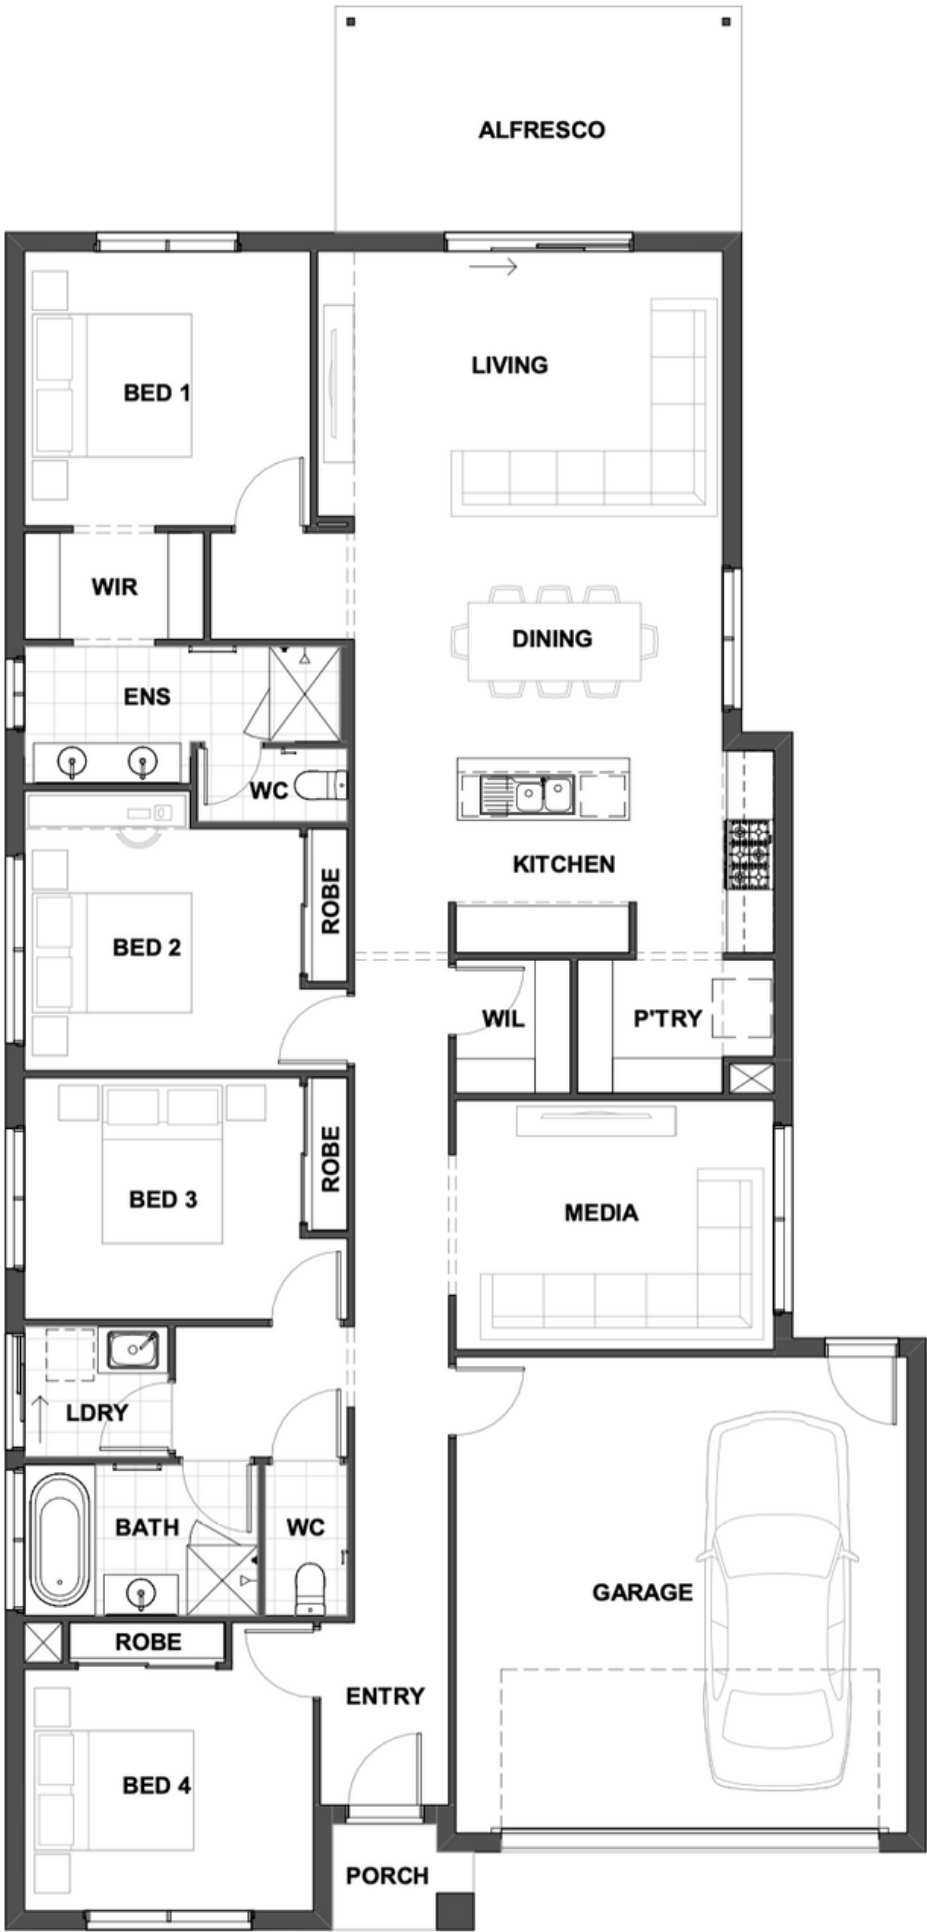 ALFRESCO
LIVING
BED 1
WIR
DINING
ENS
WC
KITCHEN
ROBE
BED 2
WIL
P'TRY
ROBE
BED 3
MEDIA
LDRY
BATH
WC
GARAGE
ROBE
ENTRY
BED 4
PORCH